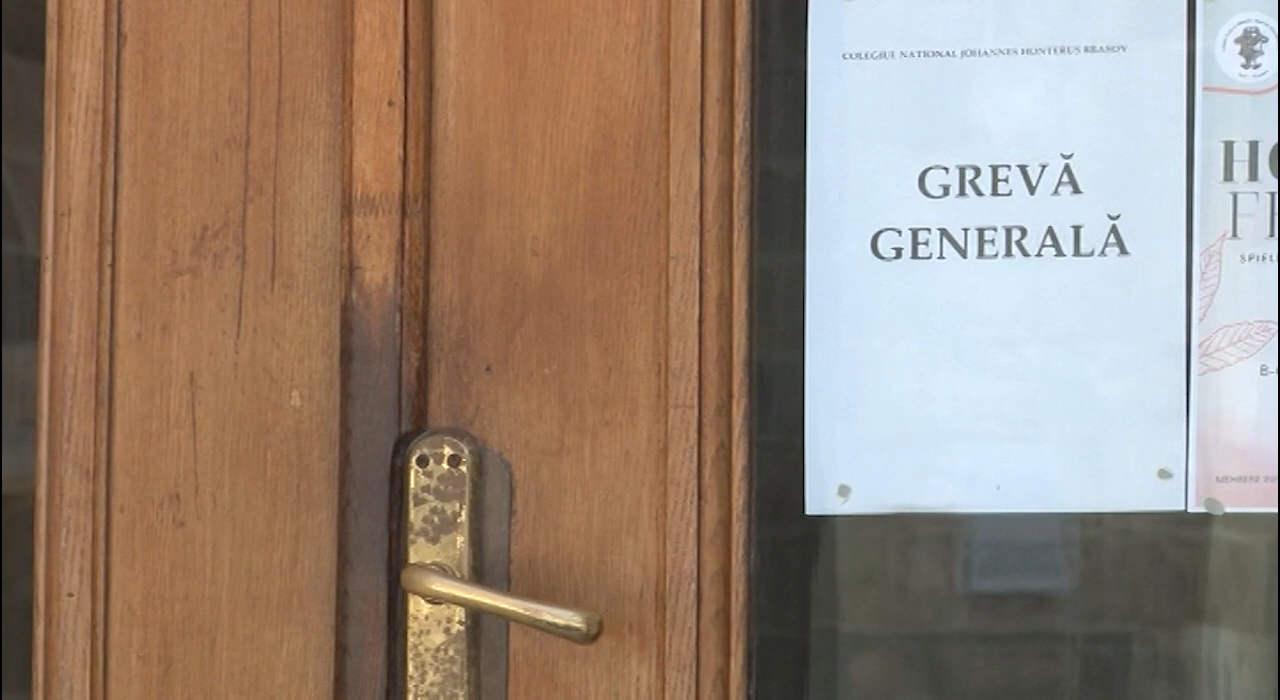 COLEGIUL NATIONAL JOHANNES HONTERUS BRASOV
GREVĂ
GENERALĂ